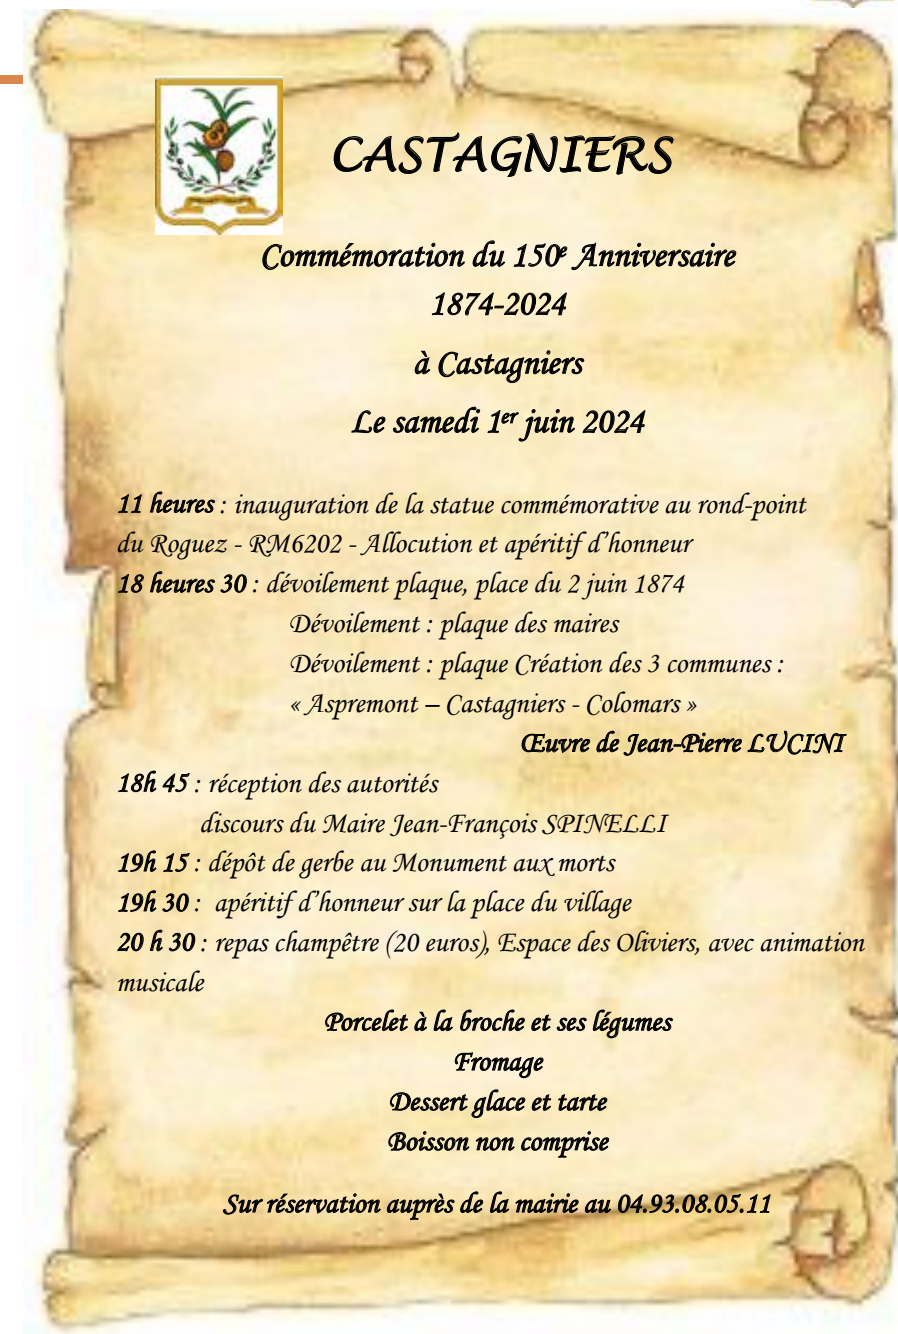 CASTAGNIERS
Commémoration du 150e Anniversaire
1874-2024
à Castagniers
Le samedi 1er juin 2024
11 heures : inauguration de la statue commémorative au rond-point
du Roguez - RM6202 - Allocution et apéritif d’honneur
18 heures 30 : dévoilement plaque, place du 2 juin 1874
Dévoilement : plaque des maires
Dévoilement : plaque Création des 3 communes :
« Aspremont – Castagniers - Colomars »
Œuvre de Jean-Pierre LUCINI
18h 45 : réception des autorités
discours du Maire Jean-François SPINELLI
19h 15 : dépôt de gerbe au Monument aux morts
19h 30 : apéritif d’honneur sur la place du village
20 h 30 : repas champêtre (20 euros), Espace des Oliviers, avec animation
musicale
Porcelet à la broche et ses légumes
Fromage
Dessert glace et tarte
Boisson non comprise
Sur réservation auprès de la mairie au 04.93.08.05.11